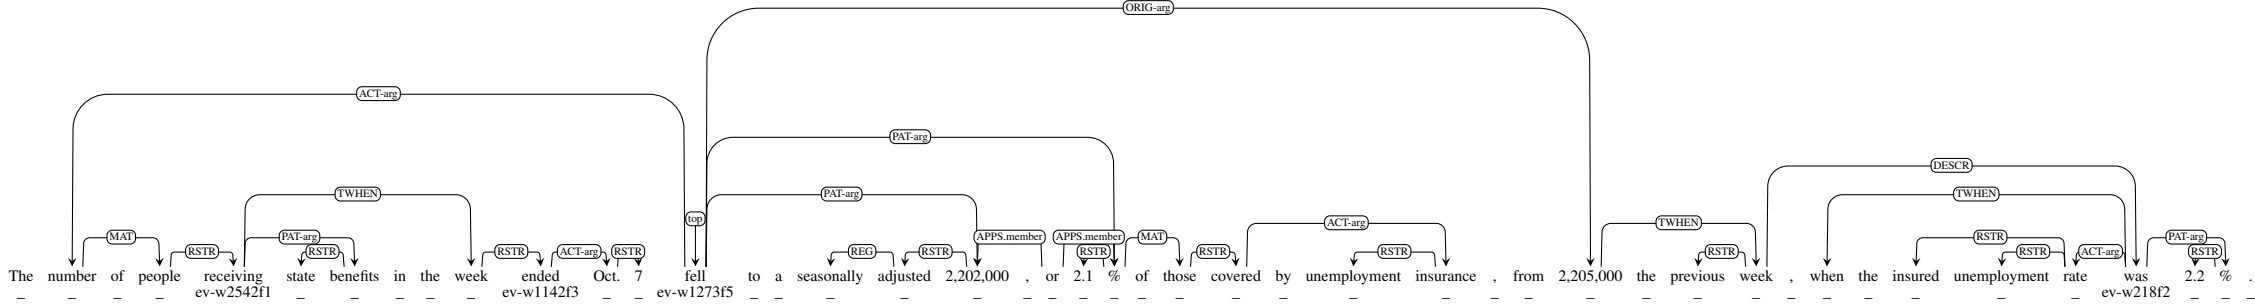 ORIG-arg
ACT-arg
PAT-arg
DESCR
TWHEN PAT-arg TWHEN
top ACT-arg TWHEN
MAT PAT-arg APPS.member APPS.member MAT RSTR PAT-arg
RSTR RSTR RSTR ACT-arg RSTR REG RSTR RSTR RSTR RSTR RSTR RSTR ACT-arg RSTR
The number of people receiving state benefits in the week ended Oct. 7 fell to a seasonally adjusted 2,202,000 , or 2.1 % of those covered by unemployment insurance , from 2,205,000 the previous week , when the insured unemployment rate was 2.2 % .
_ _ _ _ ev-w2542f1 _ _ _ _ _ ev-w1142f3 _ _ ev-w1273f5 _ _ _ _ _ _ _ _ _ _ _ _ _ _ _ _ _ _ _ _ _ _ _ _ _ _ _ ev-w218f2 _ _ _